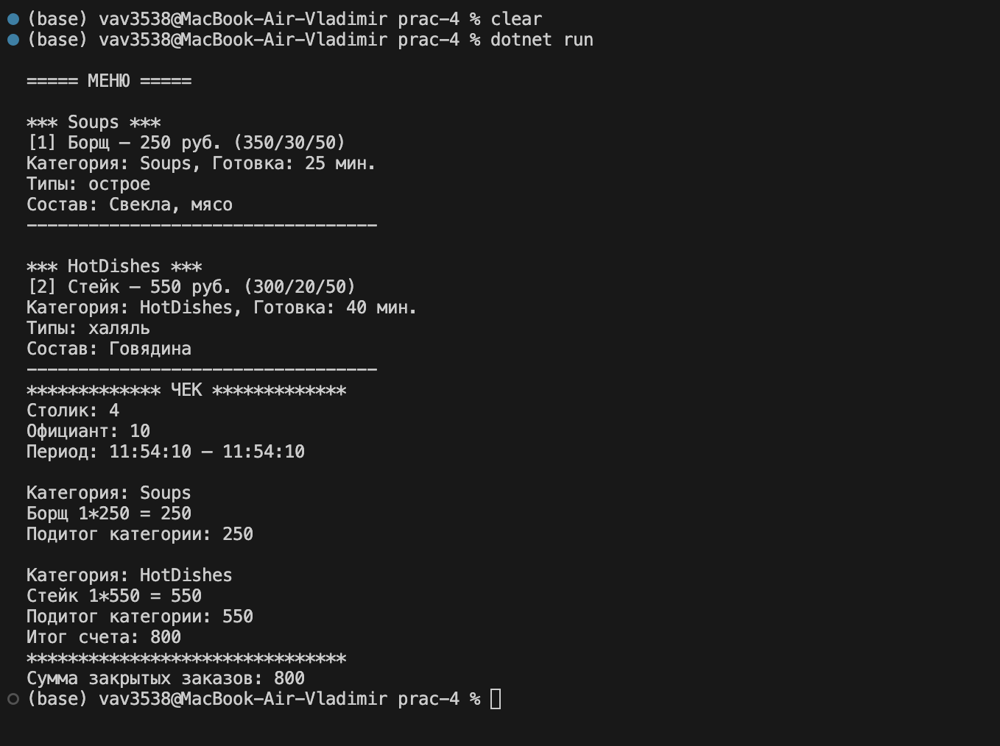 (base) vav3538@MacBook-Air-Vladimir prac-4 % clear
(base) vav3538@MacBook-Air-Vladimir prac-4 % dotnet run
===== МЕНЮ =====
*** Soups ***
[1] Борщ — 250 руб. (350/30/50)
Категория: Soups, Готовка: 25 мин.
Типы: острое
Состав: Свекла, мясо
----------------------------------
*** HotDishes ***
[2] Стейк — 550 руб. (300/20/50)
Категория: HotDishes, Готовка: 40 мин.
Типы: халяль
Состав: Говядина
----------------------------------
************* ЧЕК *************
Столик: 4
Официант: 10
Период: 11:54:10 — 11:54:10
Категория: Soups
Борщ 1*250 = 250
Подитог категории: 250
Категория: HotDishes
Стейк 1*550 = 550
Подитог категории: 550
Итог счета: 800
*******************************
Сумма закрытых заказов: 800
(base) vav3538@MacBook-Air-Vladimir prac-4 %